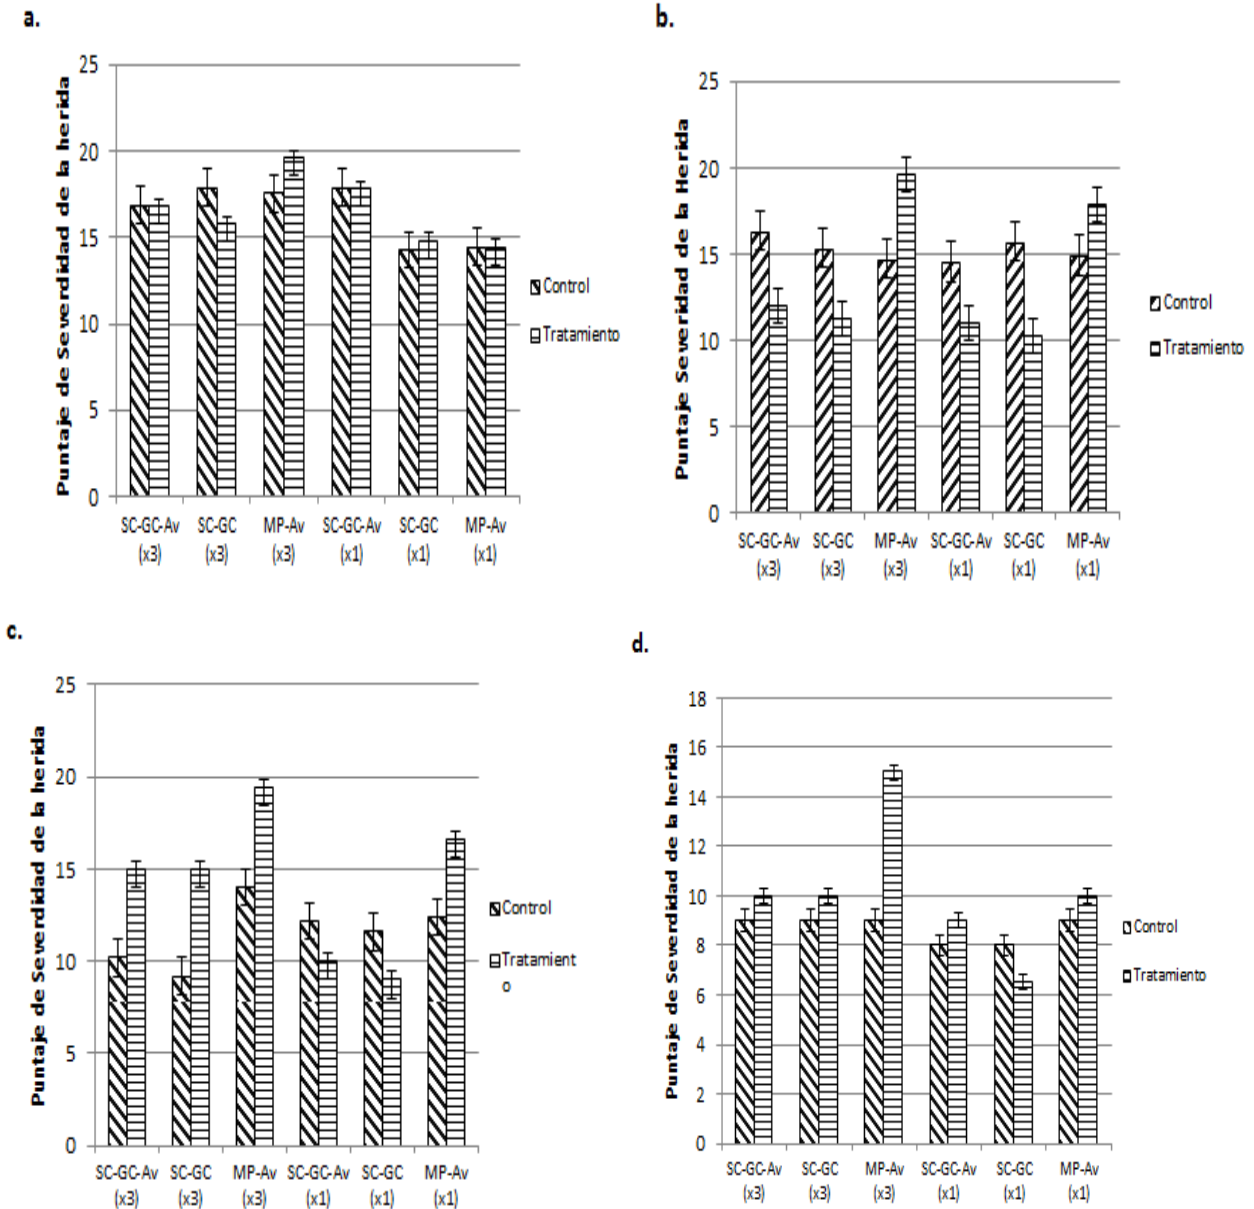 a.
Puntaje de Severdidad de la herida
25
20
15
10
5
0
SC-GC-Av SC-GC MP-Av SC-GC-Av SC-GC MP-Av
(x3) (x3) (x3) (x1) (x1) (x1)
Control
Tratamiento
b.
Puntaje Severidad de la Herida
25
20
15
10
5
0
SC-GC-Av SC-GC MP-Av SC-GC-Av SC-GC MP-Av
(x3) (x3) (x3) (x1) (x1) (x1)
Control
Tratamiento
c.
Puntaje de Severdidad de la herida
25
20
15
10
5
0
SC-GC-Av SC-GC MP-Av SC-GC-Av SC-GC MP-Av
(x3) (x3) (x3) (x1) (x1) (x1)
Control
Tratamient
o
d.
Puntaje de Severdidad de la herida
18
16
14
12
10
8
6
4
2
0
SC-GC-Av SC-GC MP-Av SC-GC-Av SC-GC MP-Av
(x3) (x3) (x3) (x1) (x1) (x1)
Control
Tratamiento